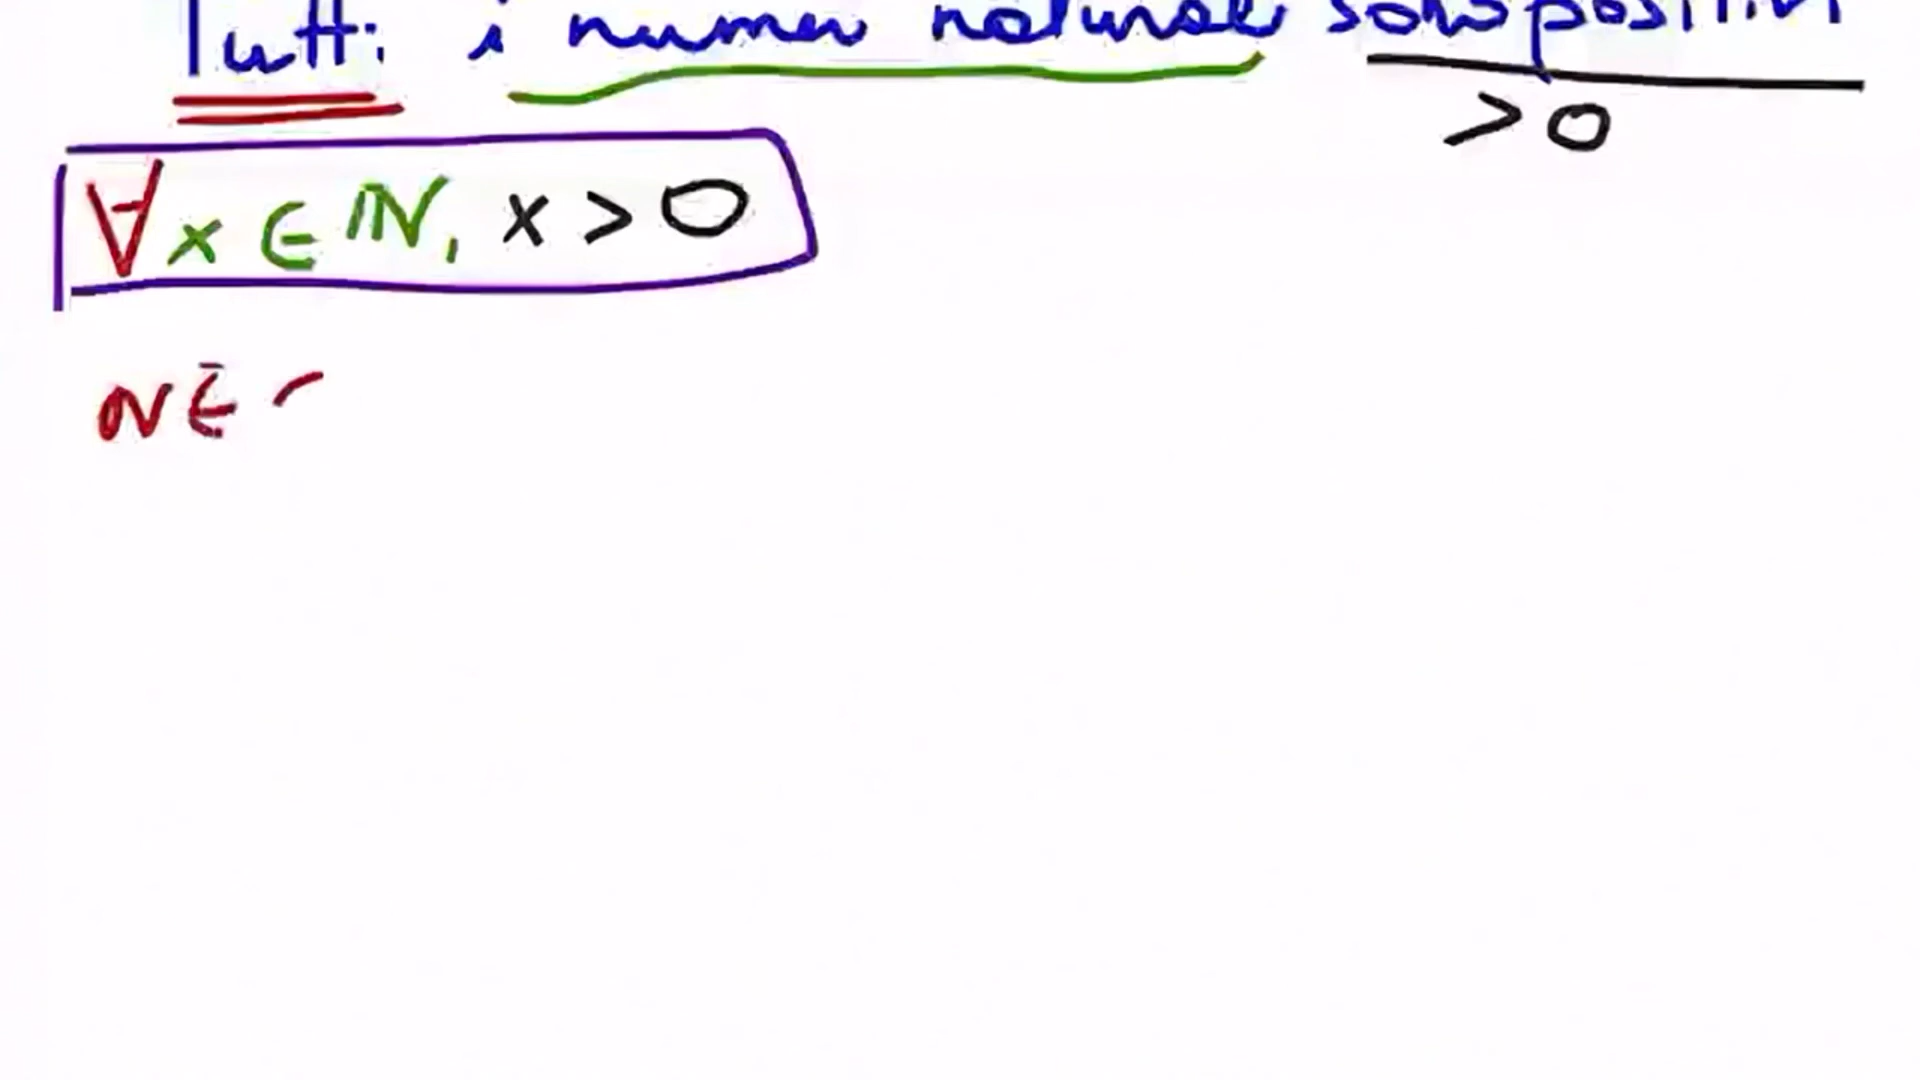 Tutti i numeri naturali sono positivi
> 0
∀x ∈ ℕ, x > 0
NE